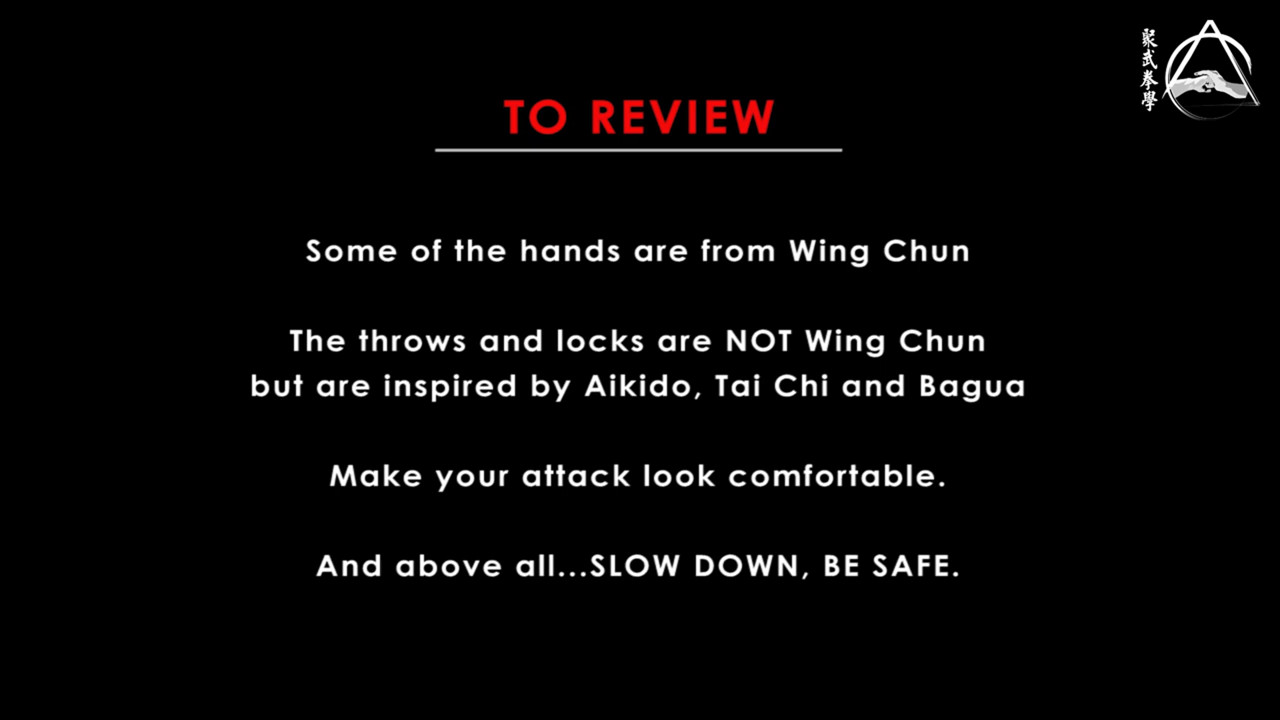 聚武拳學
TO REVIEW
Some of the hands are from Wing Chun
The throws and locks are NOT Wing Chun
but are inspired by Aikido, Tai Chi and Bagua
Make your attack look comfortable.
And above all...SLOW DOWN, BE SAFE.